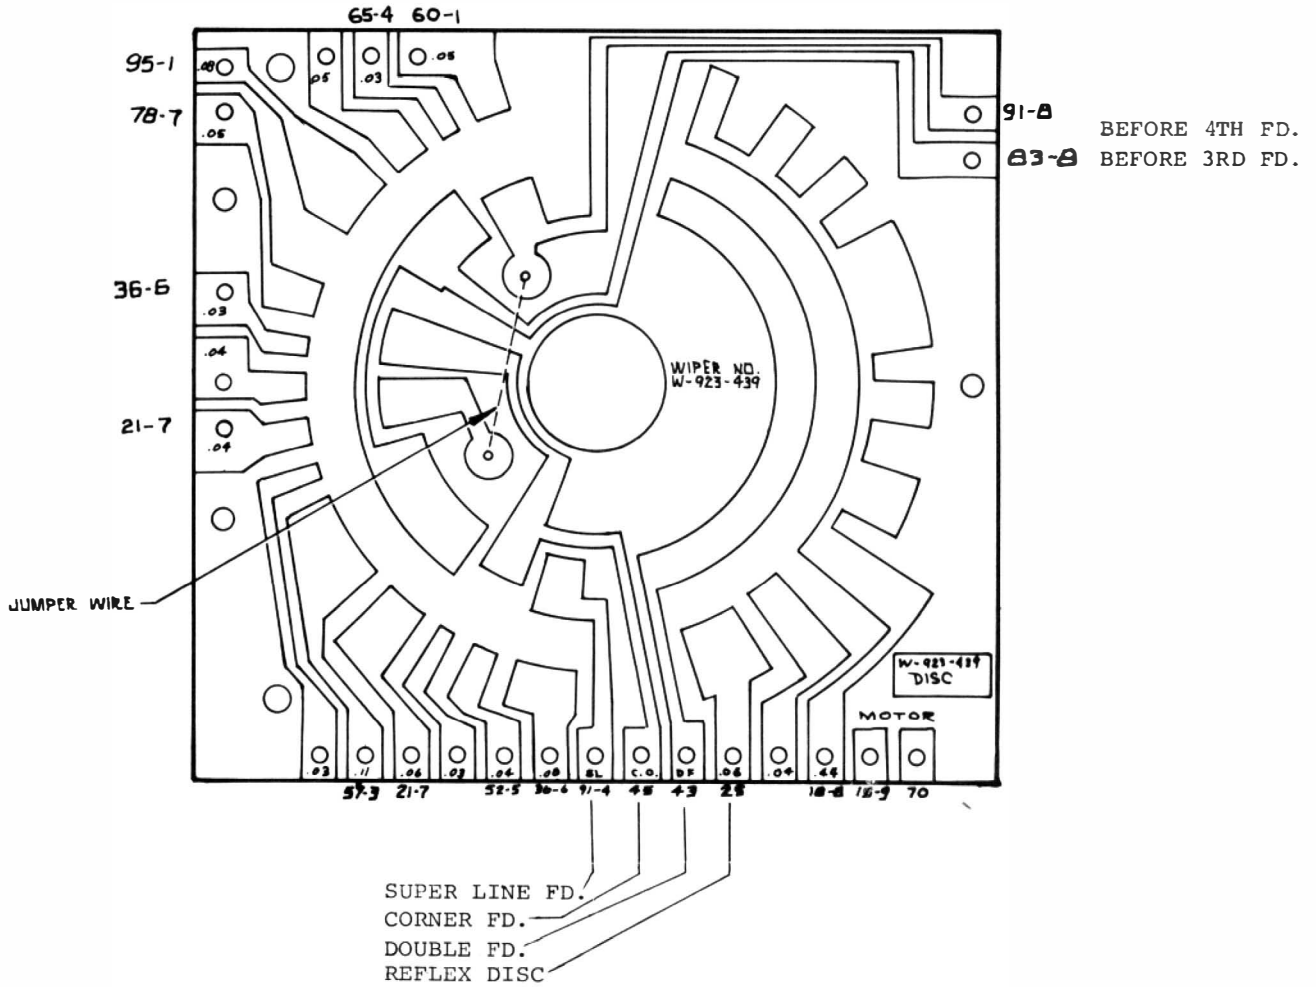 65-4 60-1
95-1
.08
.05
.03
.05
78-7
.05
91-8
BEFORE 4TH FD.
83-8 BEFORE 3RD FD.
36-6
.03
.04
WIPER NO.
W-923-439
21-7
.04
JUMPER WIRE
W-923-439
DISC
MOTOR
.03 .11 .06 .03 .04 .08 SL C.O. DF .06 .04 .44
57-3 21-7 52-5 36-6 91-4 45 43 25 18-8 18-9 70
SUPER LINE FD.
CORNER FD.
DOUBLE FD.
REFLEX DISC